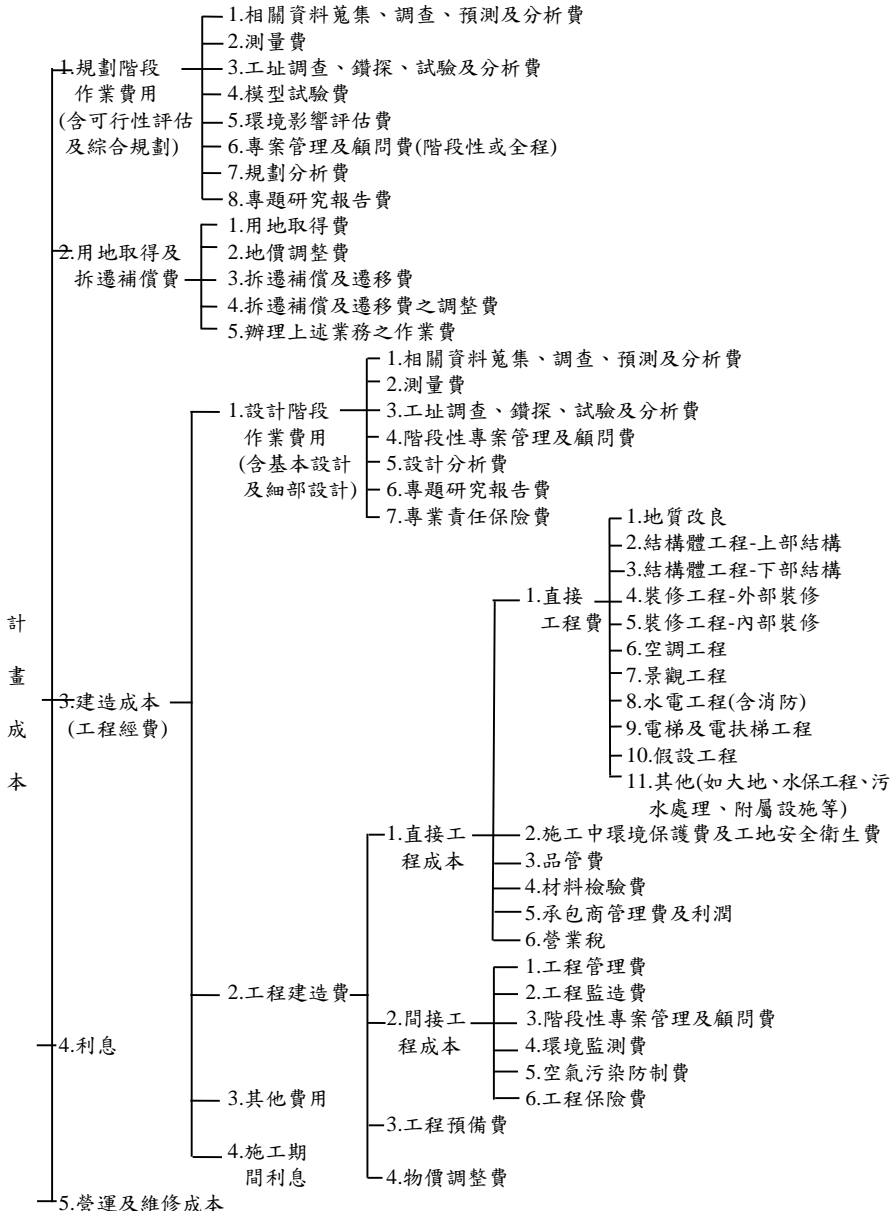 計畫成本
1.規劃階段
作業費用
(含可行性評估
及綜合規劃)
1.相關資料蒐集、調查、預測及分析費
2.測量費
3.工址調查、鑽探、試驗及分析費
4.模型試驗費
5.環境影響評估費
6.專案管理及顧問費(階段性或全程)
7.規劃分析費
8.專題研究報告費
2.用地取得及
拆遷補償費
1.用地取得費
2.地價調整費
3.拆遷補償及遷移費
4.拆遷補償及遷移費之調整費
5.辦理上述業務之作業費
3.建造成本
(工程經費)
1.設計階段
作業費用
(含基本設計
及細部設計)
1.相關資料蒐集、調查、預測及分析費
2.測量費
3.工址調查、鑽探、試驗及分析費
4.階段性專案管理及顧問費
5.設計分析費
6.專題研究報告費
7.專業責任保險費
2.工程建造費
1.直接工
程成本
1.直接
工程費
1.地質改良
2.結構體工程-上部結構
3.結構體工程-下部結構
4.裝修工程-外部裝修
5.裝修工程-內部裝修
6.空調工程
7.景觀工程
8.水電工程(含消防)
9.電梯及電扶梯工程
10.假設工程
11.其他(如大地、水保工程、污
水處理、附屬設施等)
2.施工中環境保護費及工地安全衛生費
3.品管費
4.材料檢驗費
5.承包商管理費及利潤
6.營業稅
2.間接工
程成本
1.工程管理費
2.工程監造費
3.階段性專案管理及顧問費
4.環境監測費
5.空氣污染防制費
6.工程保險費
3.工程預備費
4.物價調整費
3.其他費用
4.施工期
間利息
4.利息
5.營運及維修成本